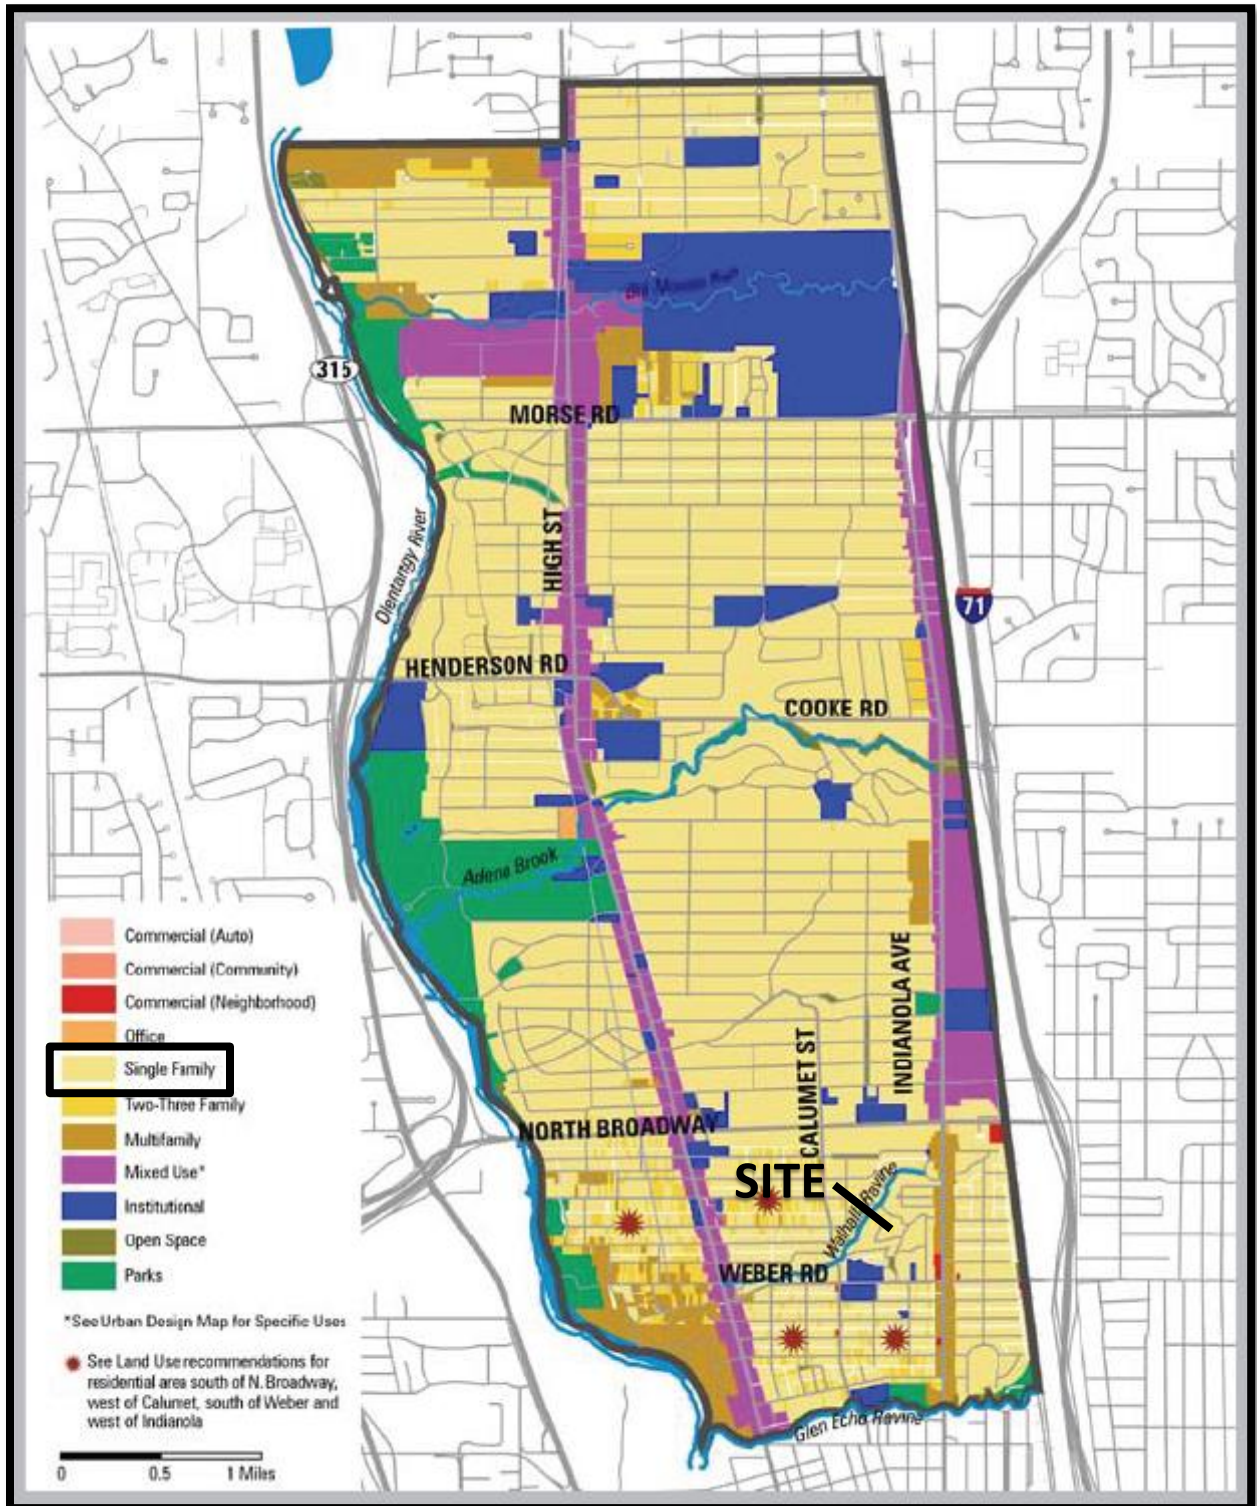 Big Run
315
MORSE RD
Olentangy River
HIGH ST
71
HENDERSON RD
COOKE RD
Adena Brook
INDIANOLA AVE
CALUMET ST
NORTH BROADWAY
SITE
Walhalla Ravine
WEBER RD
Glen Echo Ravine
Commercial (Auto)
Commercial (Community)
Commercial (Neighborhood)
Office
Single Family
Two-Three Family
Multifamily
Mixed Use*
Institutional
Open Space
Parks
*See Urban Design Map for Specific Uses
See Land Use recommendations for
residential area south of N. Broadway,
west of Calumet, south of Weber and
west of Indianola
0 0.5 1 Miles